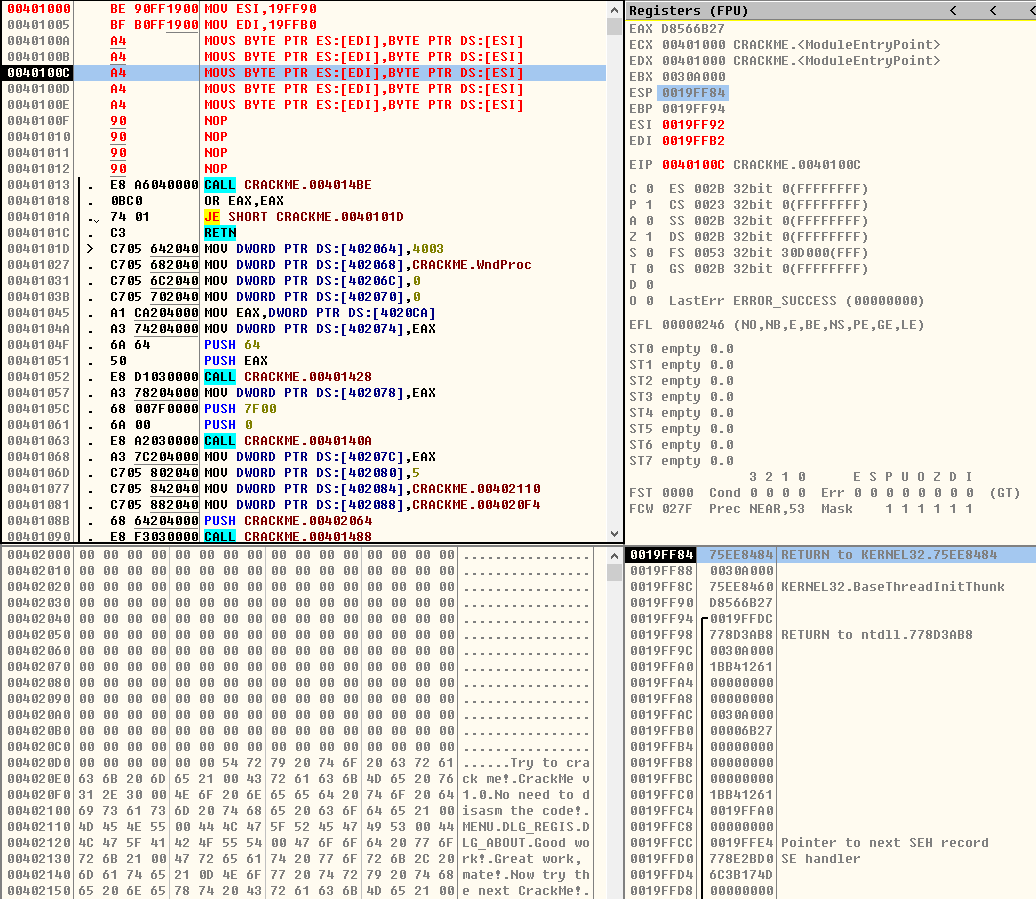 00401000 BE 90FF1900 MOV ESI,19FF90
00401005 BF B0FF1900 MOV EDI,19FFB0
0040100A A4 MOVS BYTE PTR ES:[EDI],BYTE PTR DS:[ESI]
0040100B A4 MOVS BYTE PTR ES:[EDI],BYTE PTR DS:[ESI]
0040100C A4 MOVS BYTE PTR ES:[EDI],BYTE PTR DS:[ESI]
0040100D A4 MOVS BYTE PTR ES:[EDI],BYTE PTR DS:[ESI]
0040100E A4 MOVS BYTE PTR ES:[EDI],BYTE PTR DS:[ESI]
0040100F 90 NOP
00401010 90 NOP
00401011 90 NOP
00401012 90 NOP
00401013 . E8 A6040000 CALL CRACKME.004014BE
00401018 . 0BC0 OR EAX,EAX
0040101A . 74 01 JE SHORT CRACKME.0040101D
0040101C . C3 RETN
0040101D > C705 642040 MOV DWORD PTR DS:[402064],4003
00401027 . C705 682040 MOV DWORD PTR DS:[402068],CRACKME.WndProc
00401031 . C705 6C2040 MOV DWORD PTR DS:[40206C],0
0040103B . C705 702040 MOV DWORD PTR DS:[402070],0
00401045 . A1 CA204000 MOV EAX,DWORD PTR DS:[4020CA]
0040104A . A3 74204000 MOV DWORD PTR DS:[402074],EAX
0040104F . 6A 64 PUSH 64
00401051 . 50 PUSH EAX
00401052 . E8 D1030000 CALL CRACKME.00401428
00401057 . A3 78204000 MOV DWORD PTR DS:[402078],EAX
0040105C . 68 007F0000 PUSH 7F00
00401061 . 6A 00 PUSH 0
00401063 . E8 A2030000 CALL CRACKME.0040140A
00401068 . A3 7C204000 MOV DWORD PTR DS:[40207C],EAX
0040106D . C705 802040 MOV DWORD PTR DS:[402080],5
00401077 . C705 842040 MOV DWORD PTR DS:[402084],CRACKME.00402110
00401081 . C705 882040 MOV DWORD PTR DS:[402088],CRACKME.004020F4
0040108B . 68 64204000 PUSH CRACKME.00402064
00401090 . E8 F3030000 CALL CRACKME.00401488
Registers (FPU) < < <
EAX D8566B27
ECX 00401000 CRACKME.<ModuleEntryPoint>
EDX 00401000 CRACKME.<ModuleEntryPoint>
EBX 0030A000
ESP 0019FF84
EBP 0019FF94
ESI 0019FF92
EDI 0019FFB2
EIP 0040100C CRACKME.0040100C
C 0 ES 002B 32bit 0(FFFFFFFF)
P 1 CS 0023 32bit 0(FFFFFFFF)
A 0 SS 002B 32bit 0(FFFFFFFF)
Z 1 DS 002B 32bit 0(FFFFFFFF)
S 0 FS 0053 32bit 30D000(FFF)
T 0 GS 002B 32bit 0(FFFFFFFF)
D 0
O 0 LastErr ERROR_SUCCESS (00000000)
EFL 00000246 (NO,NB,E,BE,NS,PE,GE,LE)
ST0 empty 0.0
ST1 empty 0.0
ST2 empty 0.0
ST3 empty 0.0
ST4 empty 0.0
ST5 empty 0.0
ST6 empty 0.0
ST7 empty 0.0
3 2 1 0 E S P U O Z D I
FST 0000 Cond 0 0 0 0 Err 0 0 0 0 0 0 0 0 (GT)
FCW 027F Prec NEAR,53 Mask 1 1 1 1 1 1
00402000 00 00 00 00 00 00 00 00 00 00 00 00 00 00 00 00 ................
00402010 00 00 00 00 00 00 00 00 00 00 00 00 00 00 00 00 ................
00402020 00 00 00 00 00 00 00 00 00 00 00 00 00 00 00 00 ................
00402030 00 00 00 00 00 00 00 00 00 00 00 00 00 00 00 00 ................
00402040 00 00 00 00 00 00 00 00 00 00 00 00 00 00 00 00 ................
00402050 00 00 00 00 00 00 00 00 00 00 00 00 00 00 00 00 ................
00402060 00 00 00 00 00 00 00 00 00 00 00 00 00 00 00 00 ................
00402070 00 00 00 00 00 00 00 00 00 00 00 00 00 00 00 00 ................
00402080 00 00 00 00 00 00 00 00 00 00 00 00 00 00 00 00 ................
00402090 00 00 00 00 00 00 00 00 00 00 00 00 00 00 00 00 ................
004020A0 00 00 00 00 00 00 00 00 00 00 00 00 00 00 00 00 ................
004020B0 00 00 00 00 00 00 00 00 00 00 00 00 00 00 00 00 ................
004020C0 00 00 00 00 00 00 00 00 00 00 00 00 00 00 00 00 ................
004020D0 00 00 00 00 00 00 54 72 79 20 74 6F 20 63 72 61 ......Try to cra
004020E0 63 6B 20 6D 65 21 00 43 72 61 63 6B 4D 65 20 76 ck me!.CrackMe v
004020F0 31 2E 30 00 4E 6F 20 6E 65 65 64 20 74 6F 20 64 1.0.No need to d
00402100 69 73 61 73 6D 20 74 68 65 20 63 6F 64 65 21 00 isasm the code!.
00402110 4D 45 4E 55 00 44 4C 47 5F 52 45 47 49 53 00 44 MENU.DLG_REGIS.D
00402120 4C 47 5F 41 42 4F 55 54 00 47 6F 6F 64 20 77 6F LG_ABOUT.Good wo
00402130 72 6B 21 00 47 72 65 61 74 20 77 6F 72 6B 2C 20 rk!.Great work,
00402140 6D 61 74 65 21 0D 4E 6F 77 20 74 72 79 20 74 68 mate!.Now try th
00402150 65 20 6E 65 78 74 20 43 72 61 63 6B 4D 65 21 00 e next CrackMe!.
0019FF84 75EE8484 RETURN to KERNEL32.75EE8484
0019FF88 0030A000
0019FF8C 75EE8460 KERNEL32.BaseThreadInitThunk
0019FF90 D8566B27
0019FF94 0019FFDC
0019FF98 778D3AB8 RETURN to ntdll.778D3AB8
0019FF9C 0030A000
0019FFA0 1BB41261
0019FFA4 00000000
0019FFA8 00000000
0019FFAC 0030A000
0019FFB0 00006B27
0019FFB4 00000000
0019FFB8 00000000
0019FFBC 00000000
0019FFC0 1BB41261
0019FFC4 0019FFA0
0019FFC8 00000000
0019FFCC 0019FFE4 Pointer to next SEH record
0019FFD0 778E2BD0 SE handler
0019FFD4 6C3B174D
0019FFD8 00000000